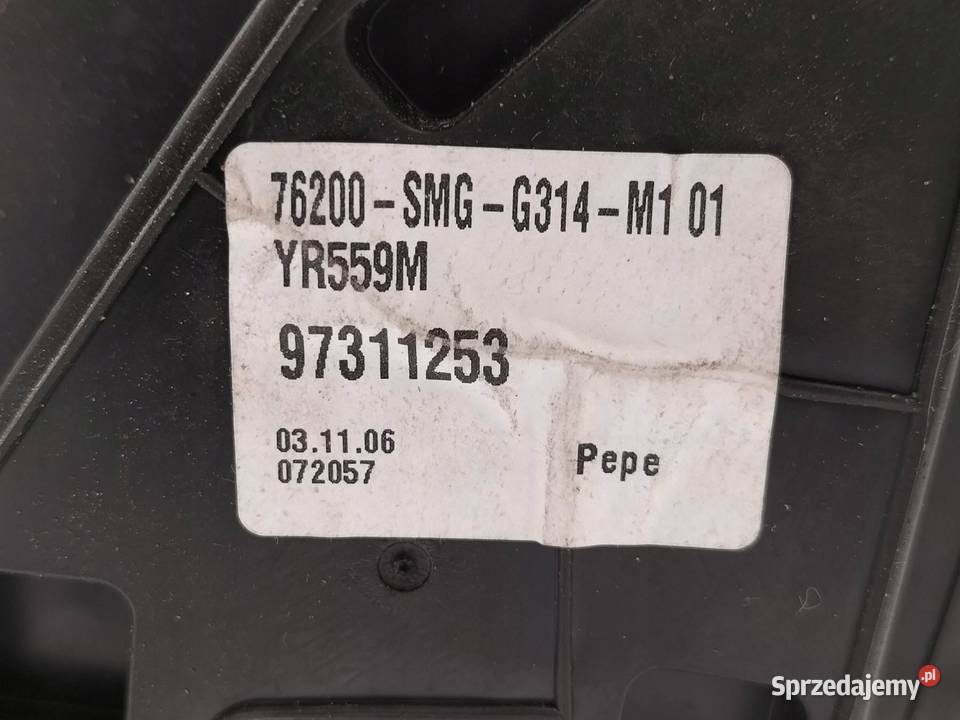 76200-SMG-G314-M1 01
YR559M
97311253
03.11.06
072057
Pepe
Sprzedajemy.pl